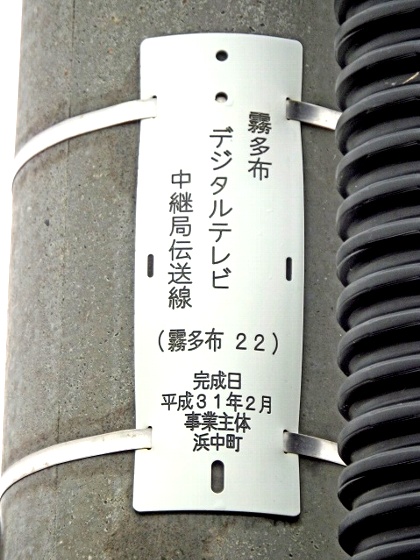 霧多布
デジタルテレビ
中継局伝送線
（霧多布 ２２）
完成日
平成３１年２月
事業主体
浜中町